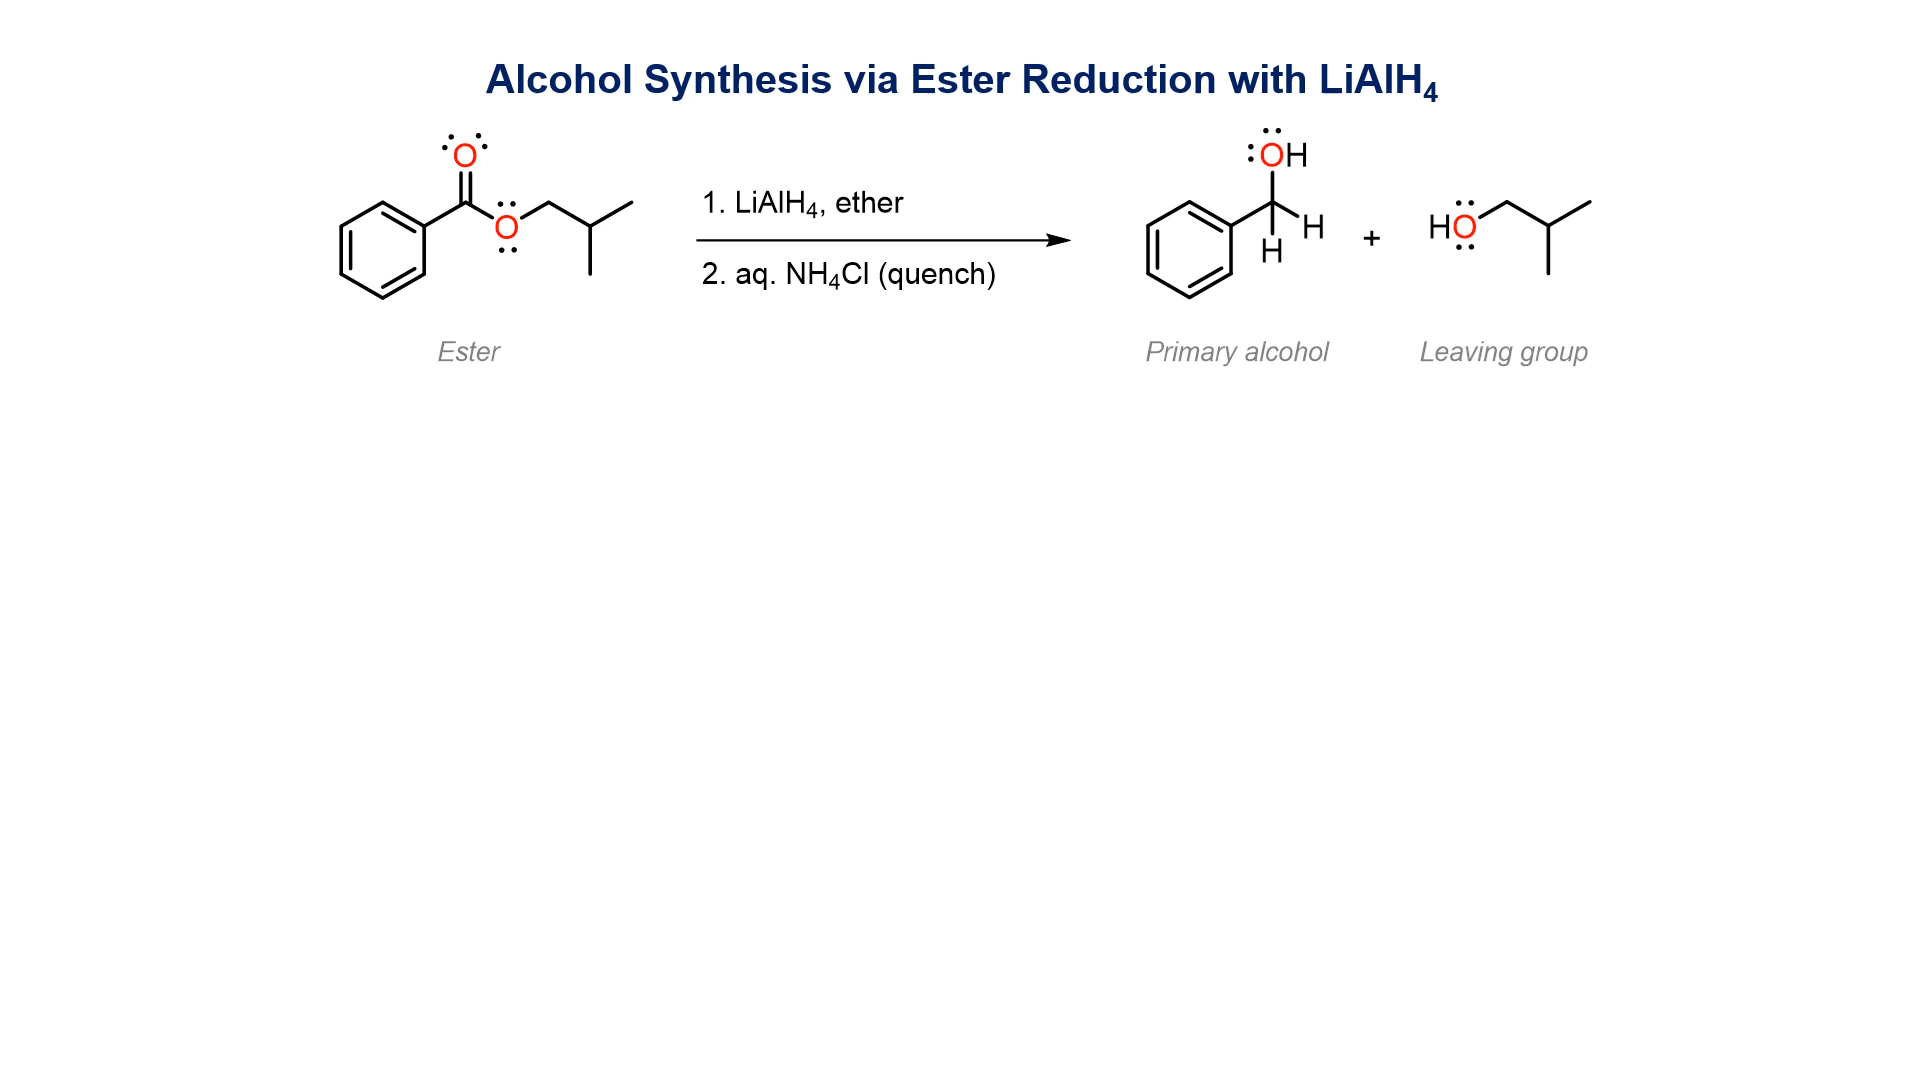 Alcohol Synthesis via Ester Reduction with LiAlH₄
O
O
1. LiAlH₄, ether
2. aq. NH₄Cl (quench)
OH
H
H
+
HO
Ester
Primary alcohol
Leaving group